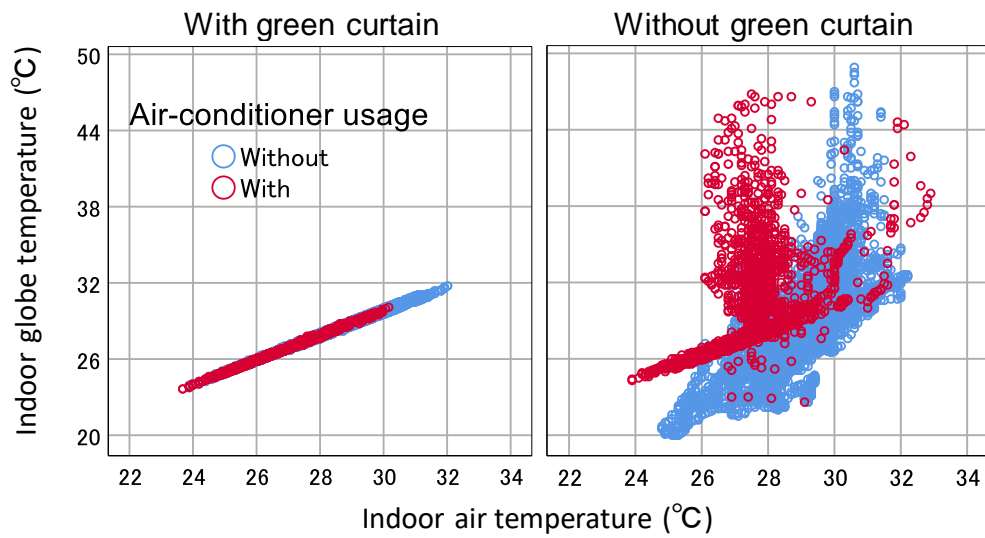 With green curtain
Without green curtain
Indoor globe temperature (℃)
50
44
38
32
26
20
Air-conditioner usage
Without
With
22 24 26 28 30 32 34
22 24 26 28 30 32 34
Indoor air temperature (℃)